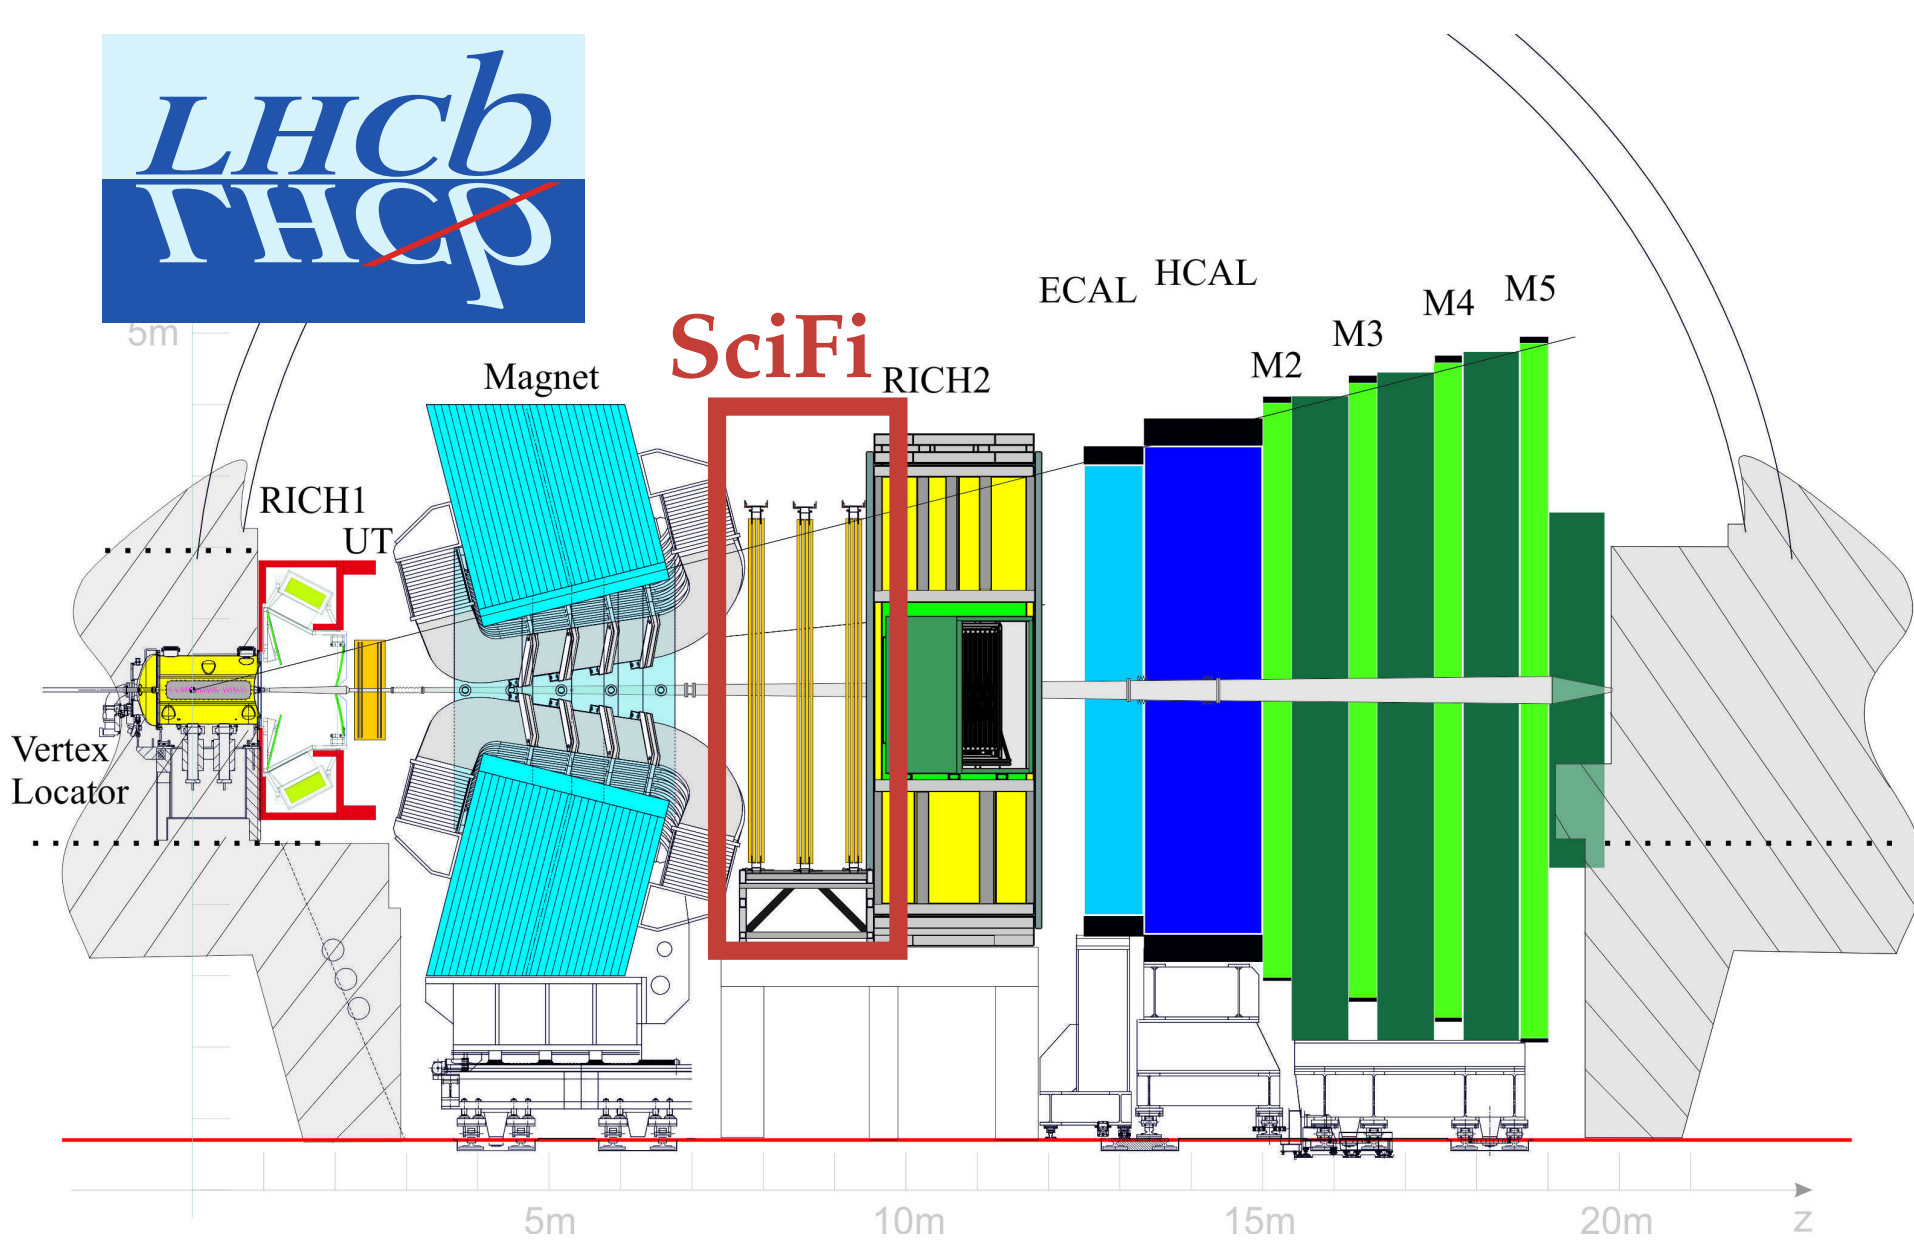 LHCb
LHCb
5m
SciFi
ECAL
HCAL
M2
M3
M4
M5
Magnet
RICH2
RICH1
UT
Vertex
Locator
5m
10m
15m
20m
z